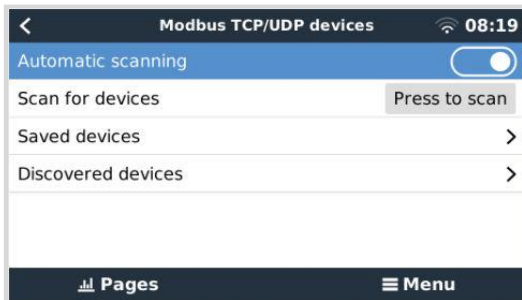 Modbus TCP/UDP devices 08:19
Automatic scanning
Scan for devices Press to scan
Saved devices
Discovered devices
Pages Menu